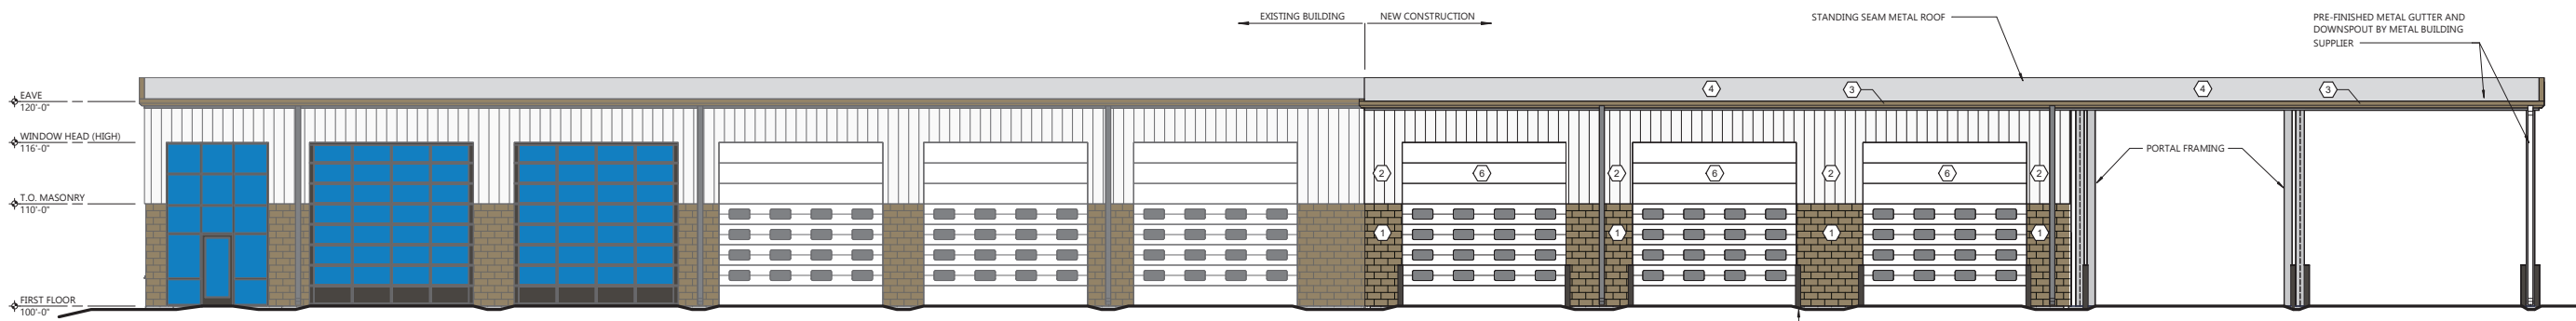 EXISTING BUILDING
NEW CONSTRUCTION
STANDING SEAM METAL ROOF
PRE-FINISHED METAL GUTTER AND
DOWNSPOUT BY METAL BUILDING
SUPPLIER
EAVE
120'-0"
4
3
4
3
WINDOW HEAD (HIGH)
116'-0"
PORTAL FRAMING
2
6
2
6
2
6
2
T.O. MASONRY
110'-0"
1
1
1
1
FIRST FLOOR
100'-0"